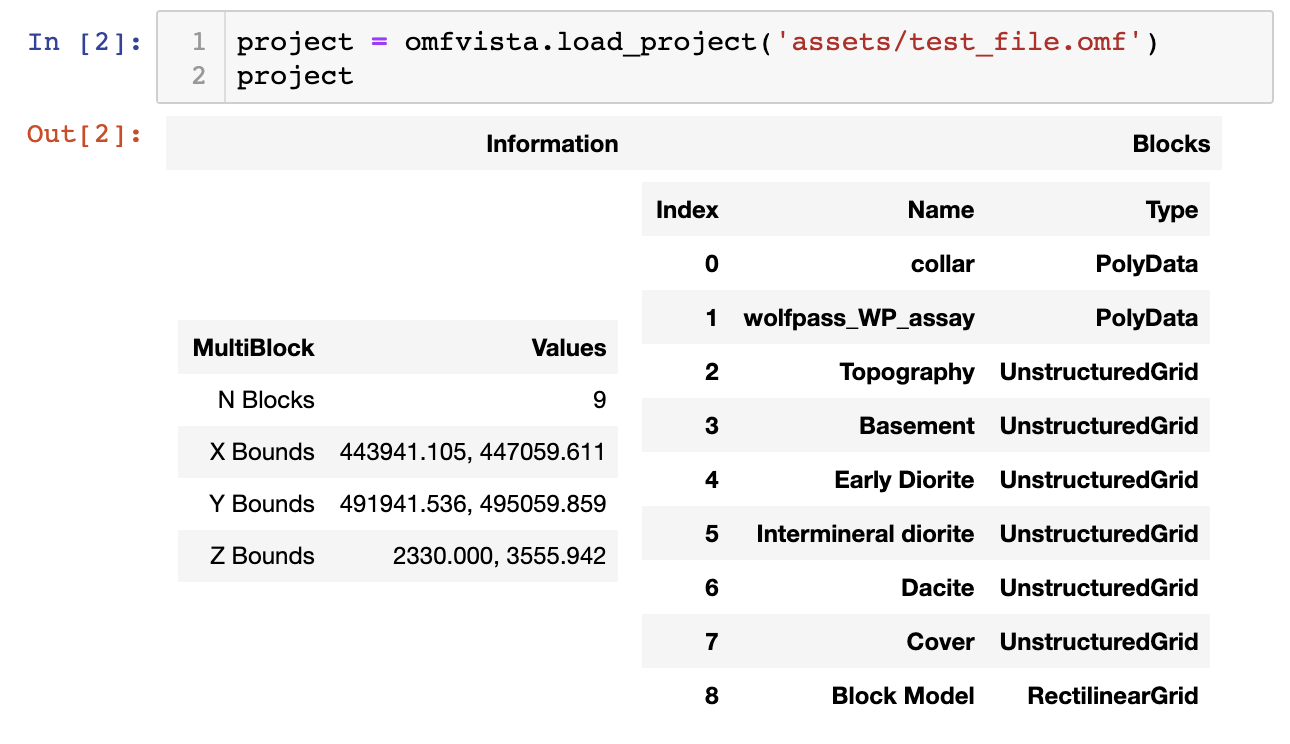 In [2]:
1 project = omfvista.load_project('assets/test_file.omf')
2 project
Out[2]:
Information Blocks
MultiBlock Values
N Blocks 9
X Bounds 443941.105, 447059.611
Y Bounds 491941.536, 495059.859
Z Bounds 2330.000, 3555.942
Index Name Type
0 collar PolyData
1 wolfpass_WP_assay PolyData
2 Topography UnstructuredGrid
3 Basement UnstructuredGrid
4 Early Diorite UnstructuredGrid
5 Intermineral diorite UnstructuredGrid
6 Dacite UnstructuredGrid
7 Cover UnstructuredGrid
8 Block Model RectilinearGrid